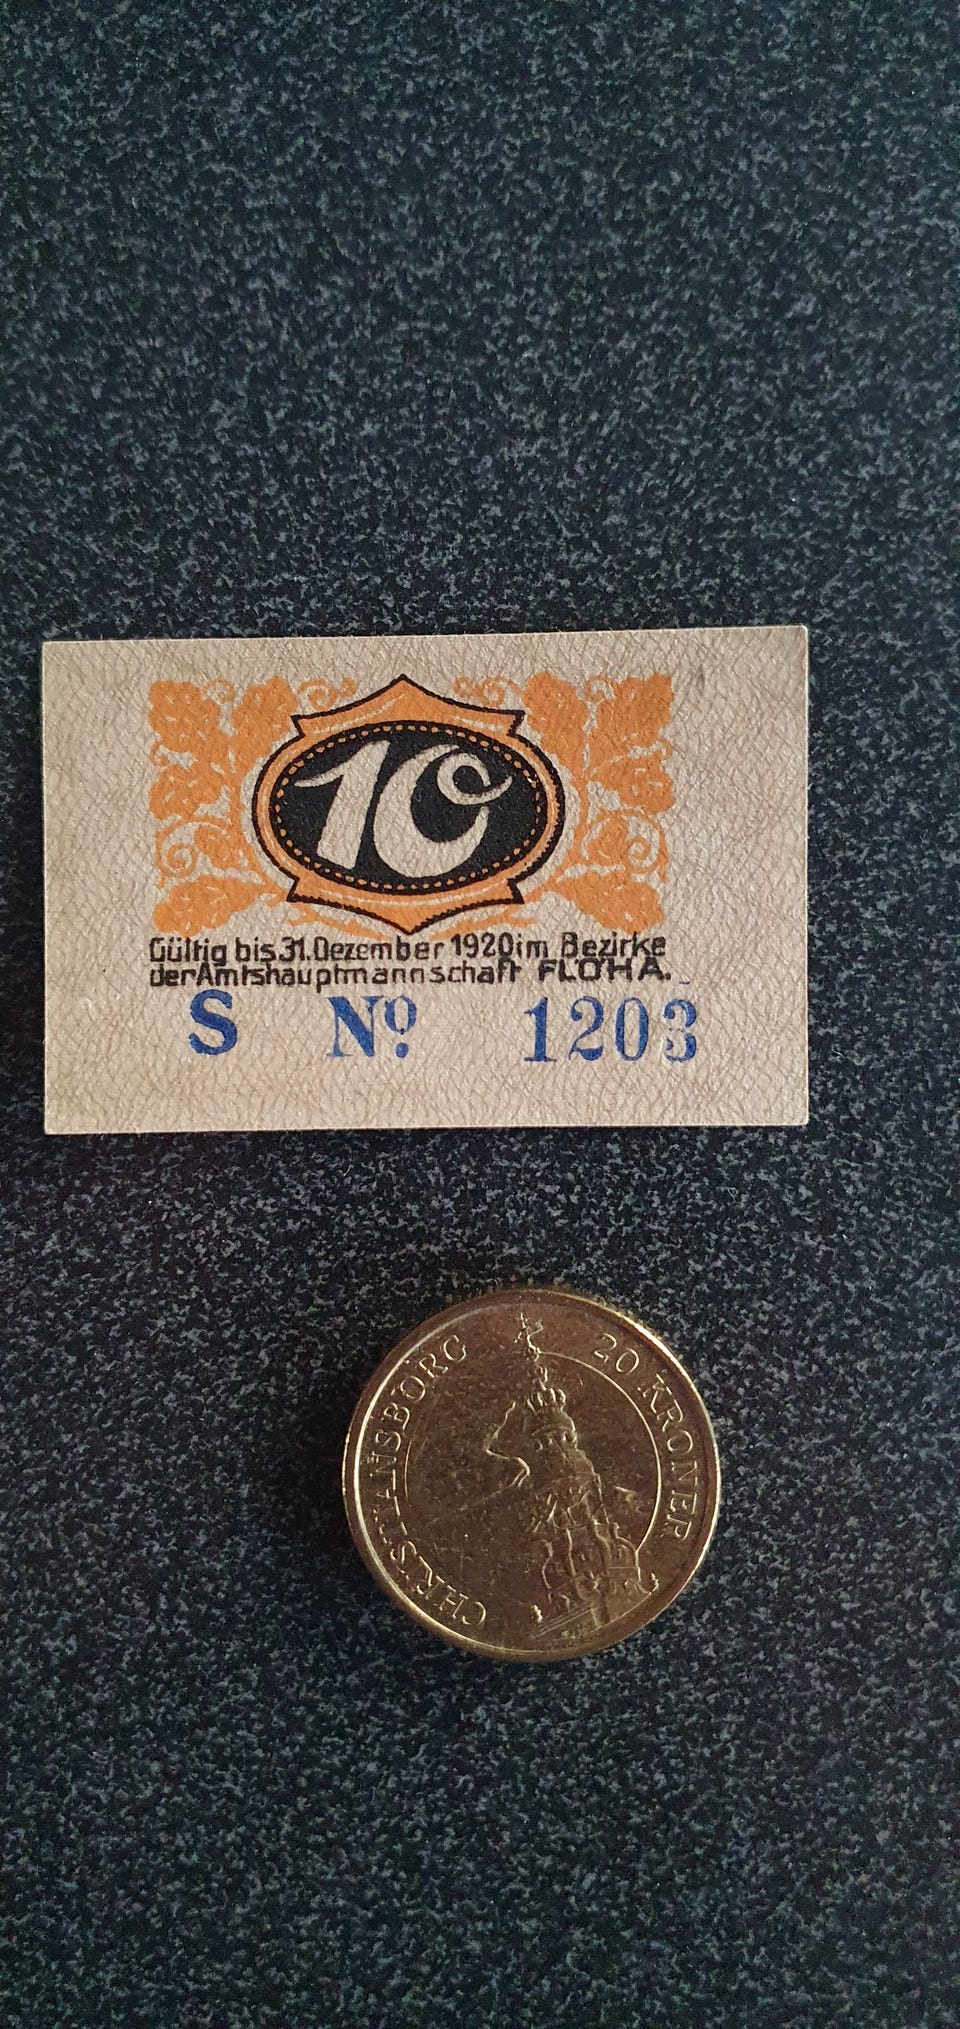 10
Gültig bis 31. Dezember 1920 im Bezirke
der Amtshauptmannschaft FLÖHA.
S Nº 1203
CHRISTIANSBORG 20 KRONER